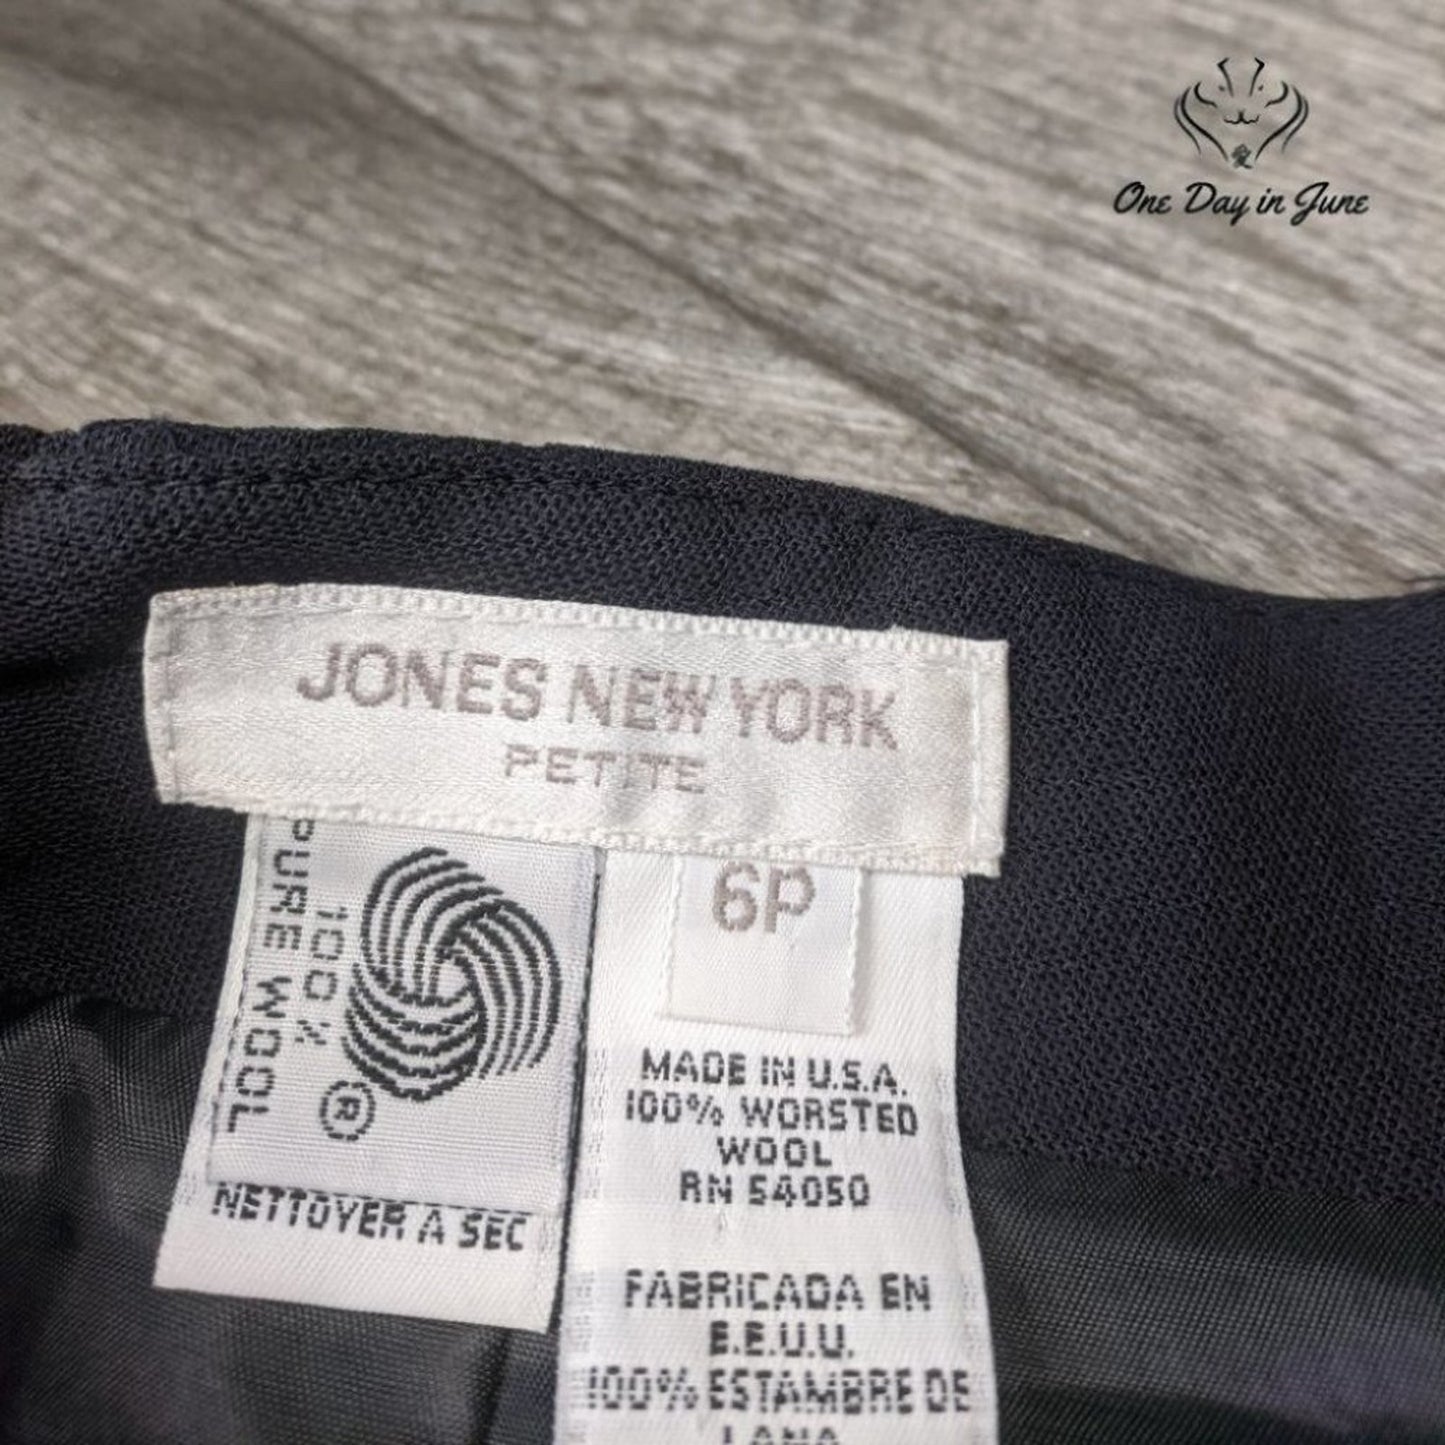 One Day in June
JONES NEW YORK
PETITE
6P
PURE WOOL
100%
®
NETTOYER A SEC
MADE IN U.S.A.
100% WORSTED
WOOL
RN 54050
FABRICADA EN
E.E.U.U.
100% ESTAMBRE DE
LANA